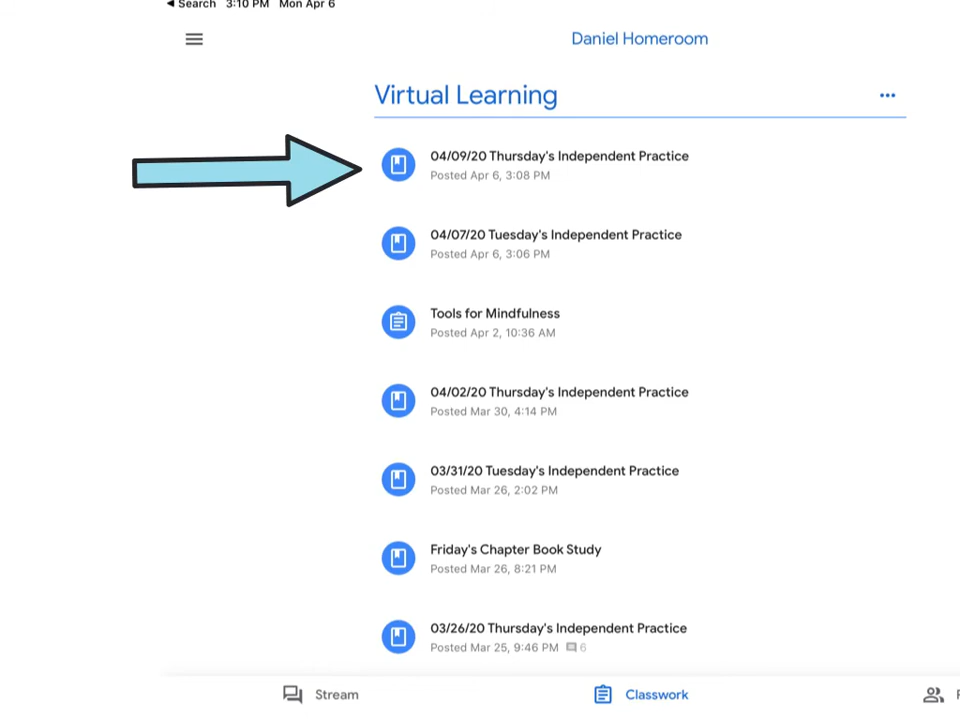 ◄ Search 3:10 PM Mon Apr 6
Daniel Homeroom
Virtual Learning
04/09/20 Thursday's Independent Practice
Posted Apr 6, 3:08 PM
04/07/20 Tuesday's Independent Practice
Posted Apr 6, 3:06 PM
Tools for Mindfulness
Posted Apr 2, 10:36 AM
04/02/20 Thursday's Independent Practice
Posted Mar 30, 4:14 PM
03/31/20 Tuesday's Independent Practice
Posted Mar 26, 2:02 PM
Friday's Chapter Book Study
Posted Mar 26, 8:21 PM
03/26/20 Thursday's Independent Practice
Posted Mar 25, 9:46 PM 6
Stream Classwork